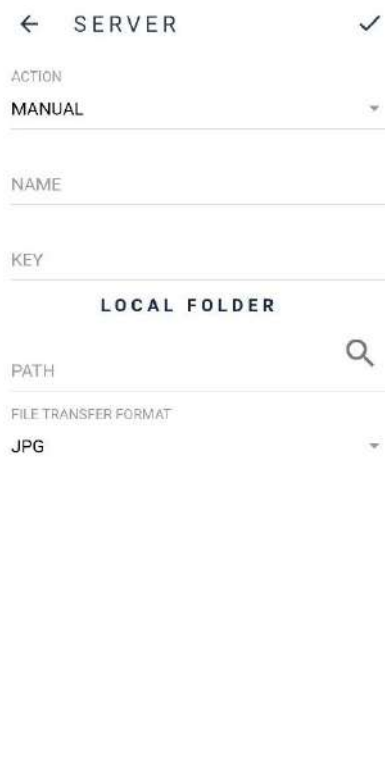 SERVER
ACTION
MANUAL
NAME
KEY
LOCAL FOLDER
PATH
FILE TRANSFER FORMAT
JPG